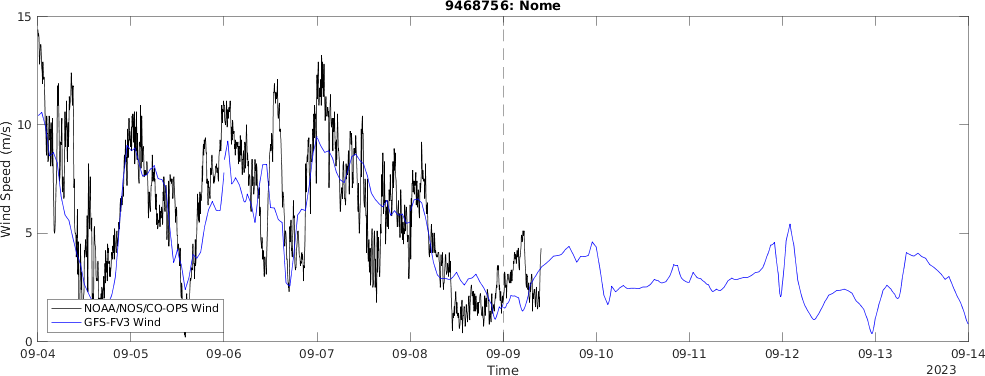 9468756: Nome
15
10
5
0
Wind Speed (m/s)
NOAA/NOS/CO-OPS Wind
GFS-FV3 Wind
09-04 09-05 09-06 09-07 09-08 09-09 09-10 09-11 09-12 09-13 09-14
Time
2023